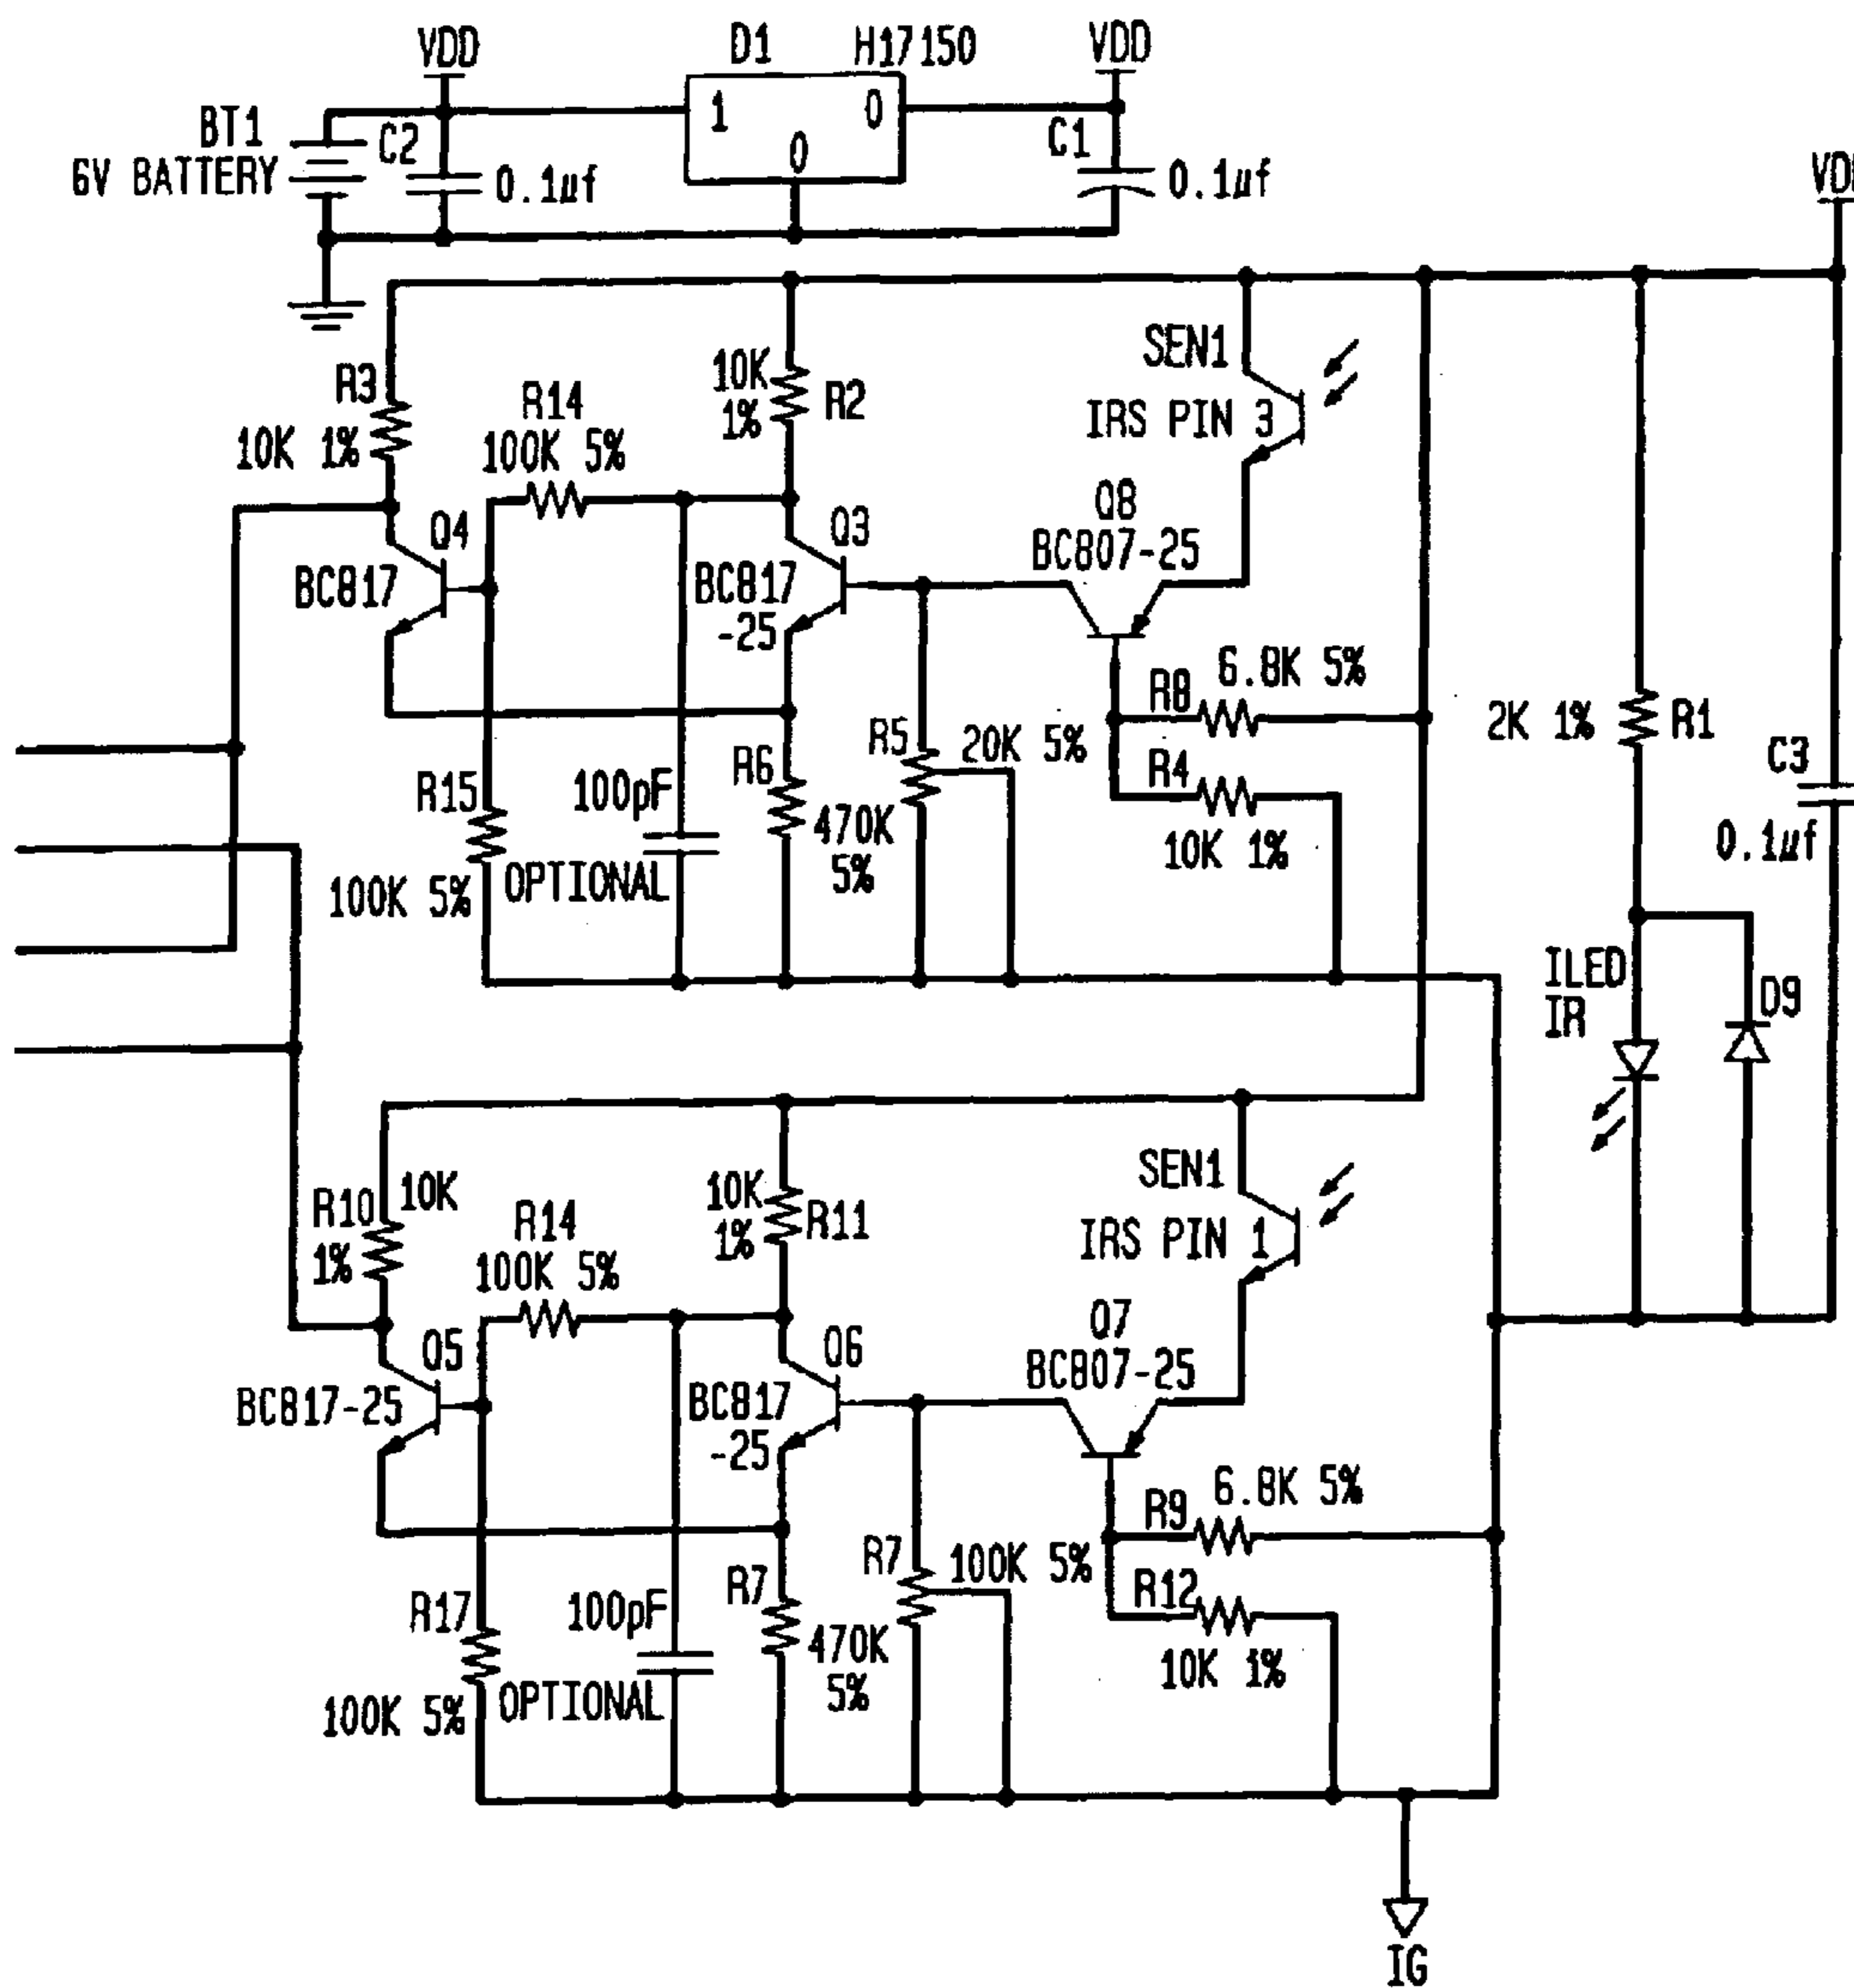 VDD
D1
H17150
VDD
BT1
6V BATTERY
C2
0.1µf
1
0
0
C1
0.1µf
R3
10K 1%
R14
100K 5%
10K
1%
R2
SEN1
IRS PIN 3
Q4
BC817
Q3
BC817
-25
Q8
BC807-25
R8
6.8K 5%
R4
10K 1%
R5
20K 5%
R6
470K
5%
R15
100K 5%
100pF
OPTIONAL
2K 1%
R1
C3
0.1µf
ILED
IR
D9
R10
10K
1%
R14
100K 5%
10K
1%
R11
SEN1
IRS PIN 1
Q5
BC817-25
Q6
BC817
-25
Q7
BC807-25
R9
6.8K 5%
R12
10K 1%
R7
100K 5%
R7
470K
5%
R17
100K 5%
100pF
OPTIONAL
IG